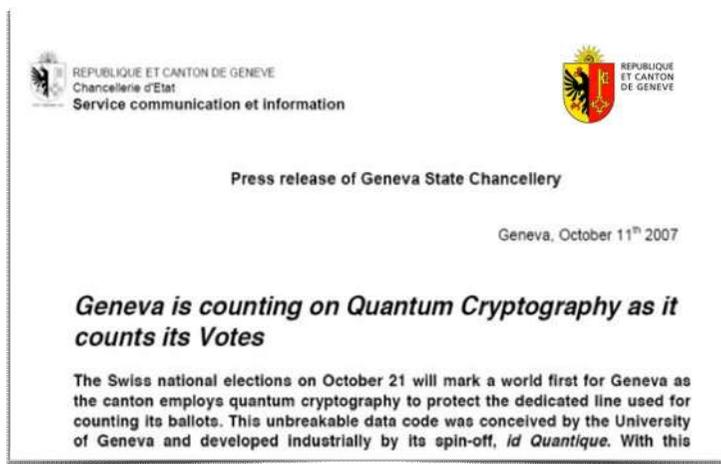 REPUBLIQUE ET CANTON DE GENEVE
Chancellerie d'Etat
Service communication et information
REPUBLIQUE
ET CANTON
DE GENEVE
Press release of Geneva State Chancellery
Geneva, October 11th 2007
Geneva is counting on Quantum Cryptography as it
counts its Votes
The Swiss national elections on October 21 will mark a world first for Geneva as
the canton employs quantum cryptography to protect the dedicated line used for
counting its ballots. This unbreakable data code was conceived by the University
of Geneva and developed industrially by its spin-off, id Quantique. With this